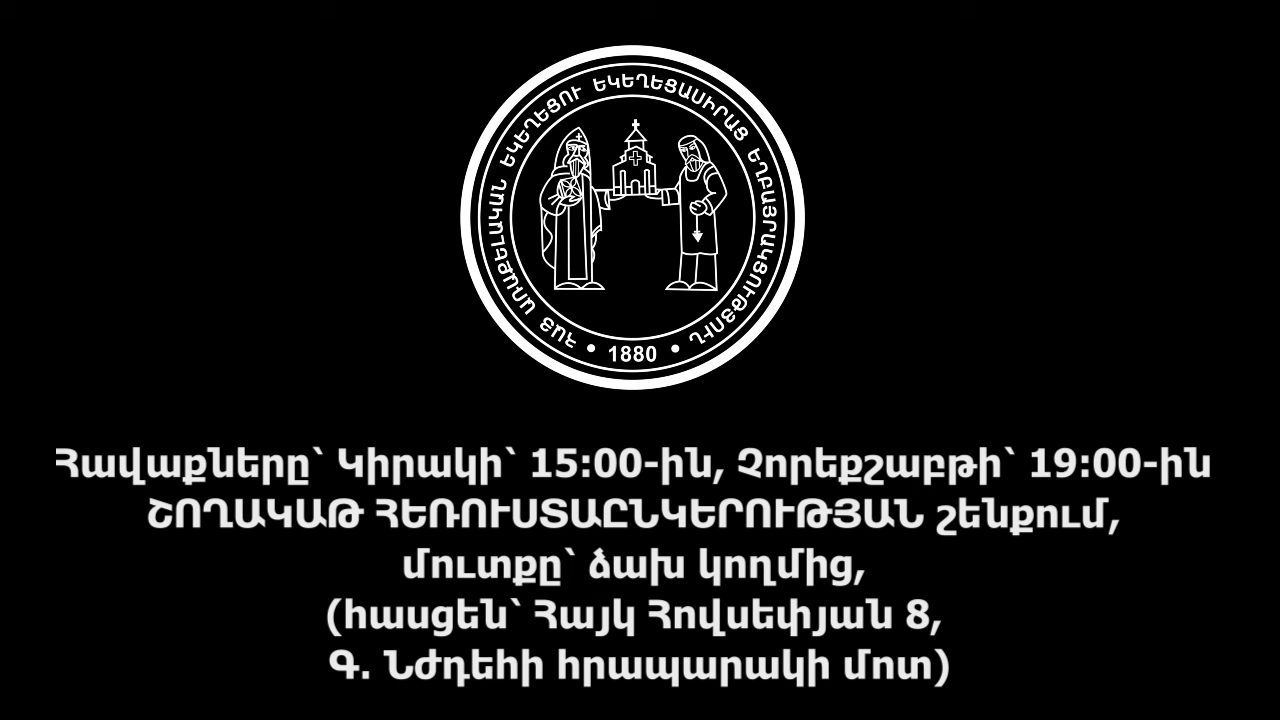 ՀԱՅ ԱՌԱՔԵԼԱԿԱՆ ԵԿԵՂԵՑՈՒ ԵԿԵՂԵՑԱՍԻՐԱՑ ԵՂԲԱՅՐԱԿՑՈՒԹՅՈՒՆ
• 1880 •
Հավաքները՝ Կիրակի՝ 15:00-ին, Չորեքշաբթի՝ 19:00-ին
ՇՈՂԱԿԱԹ ՀԵՌՈՒՍՏԱԸՆԿԵՐՈՒԹՅԱՆ շենքում,
մուտքը՝ ձախ կողմից,
(հասցեն՝ Հայկ Հովսեփյան 8,
Գ. Նժդեհի հրապարակի մոտ)